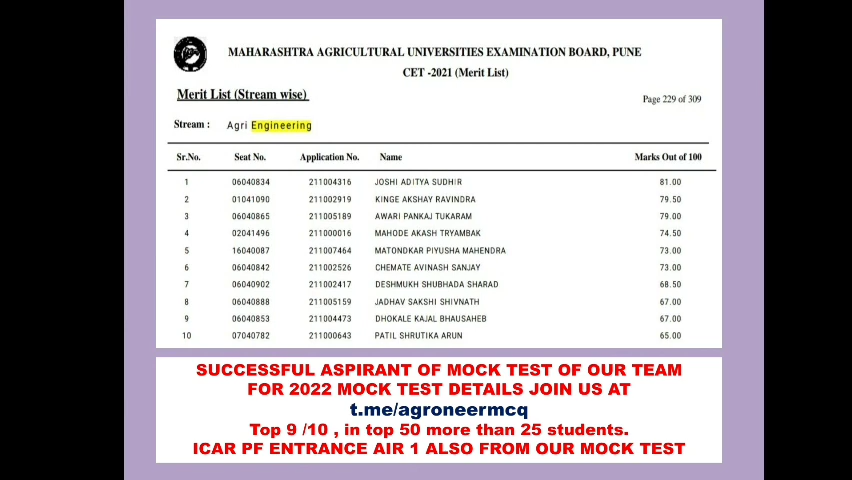 MAHARASHTRA AGRICULTURAL UNIVERSITIES EXAMINATION BOARD, PUNE
CET -2021 (Merit List)
Merit List (Stream wise)
Page 229 of 309
Stream : Agri Engineering
Sr.No. Seat No. Application No. Name Marks Out of 100
1 06040834 211004316 JOSHI ADITYA SUDHIR 81.00
2 01041090 211002919 KINGE AKSHAY RAVINDRA 79.50
3 06040865 211005189 AWARI PANKAJ TUKARAM 79.00
4 02041496 211000016 MAHODE AKASH TRYAMBAK 74.50
5 16040087 211007464 MATONDKAR PIYUSHA MAHENDRA 73.00
6 06040842 211002526 CHEMATE AVINASH SANJAY 73.00
7 06040902 211002417 DESHMUKH SHUBHADA SHARAD 68.50
8 06040888 211005159 JADHAV SAKSHI SHIVNATH 67.00
9 06040853 211004473 DHOKALE KAJAL BHAUSAHEB 67.00
10 07040782 211000643 PATIL SHRUTIKA ARUN 65.00
SUCCESSFUL ASPIRANT OF MOCK TEST OF OUR TEAM
FOR 2022 MOCK TEST DETAILS JOIN US AT
t.me/agroneermcq
Top 9 /10 , in top 50 more than 25 students.
ICAR PF ENTRANCE AIR 1 ALSO FROM OUR MOCK TEST